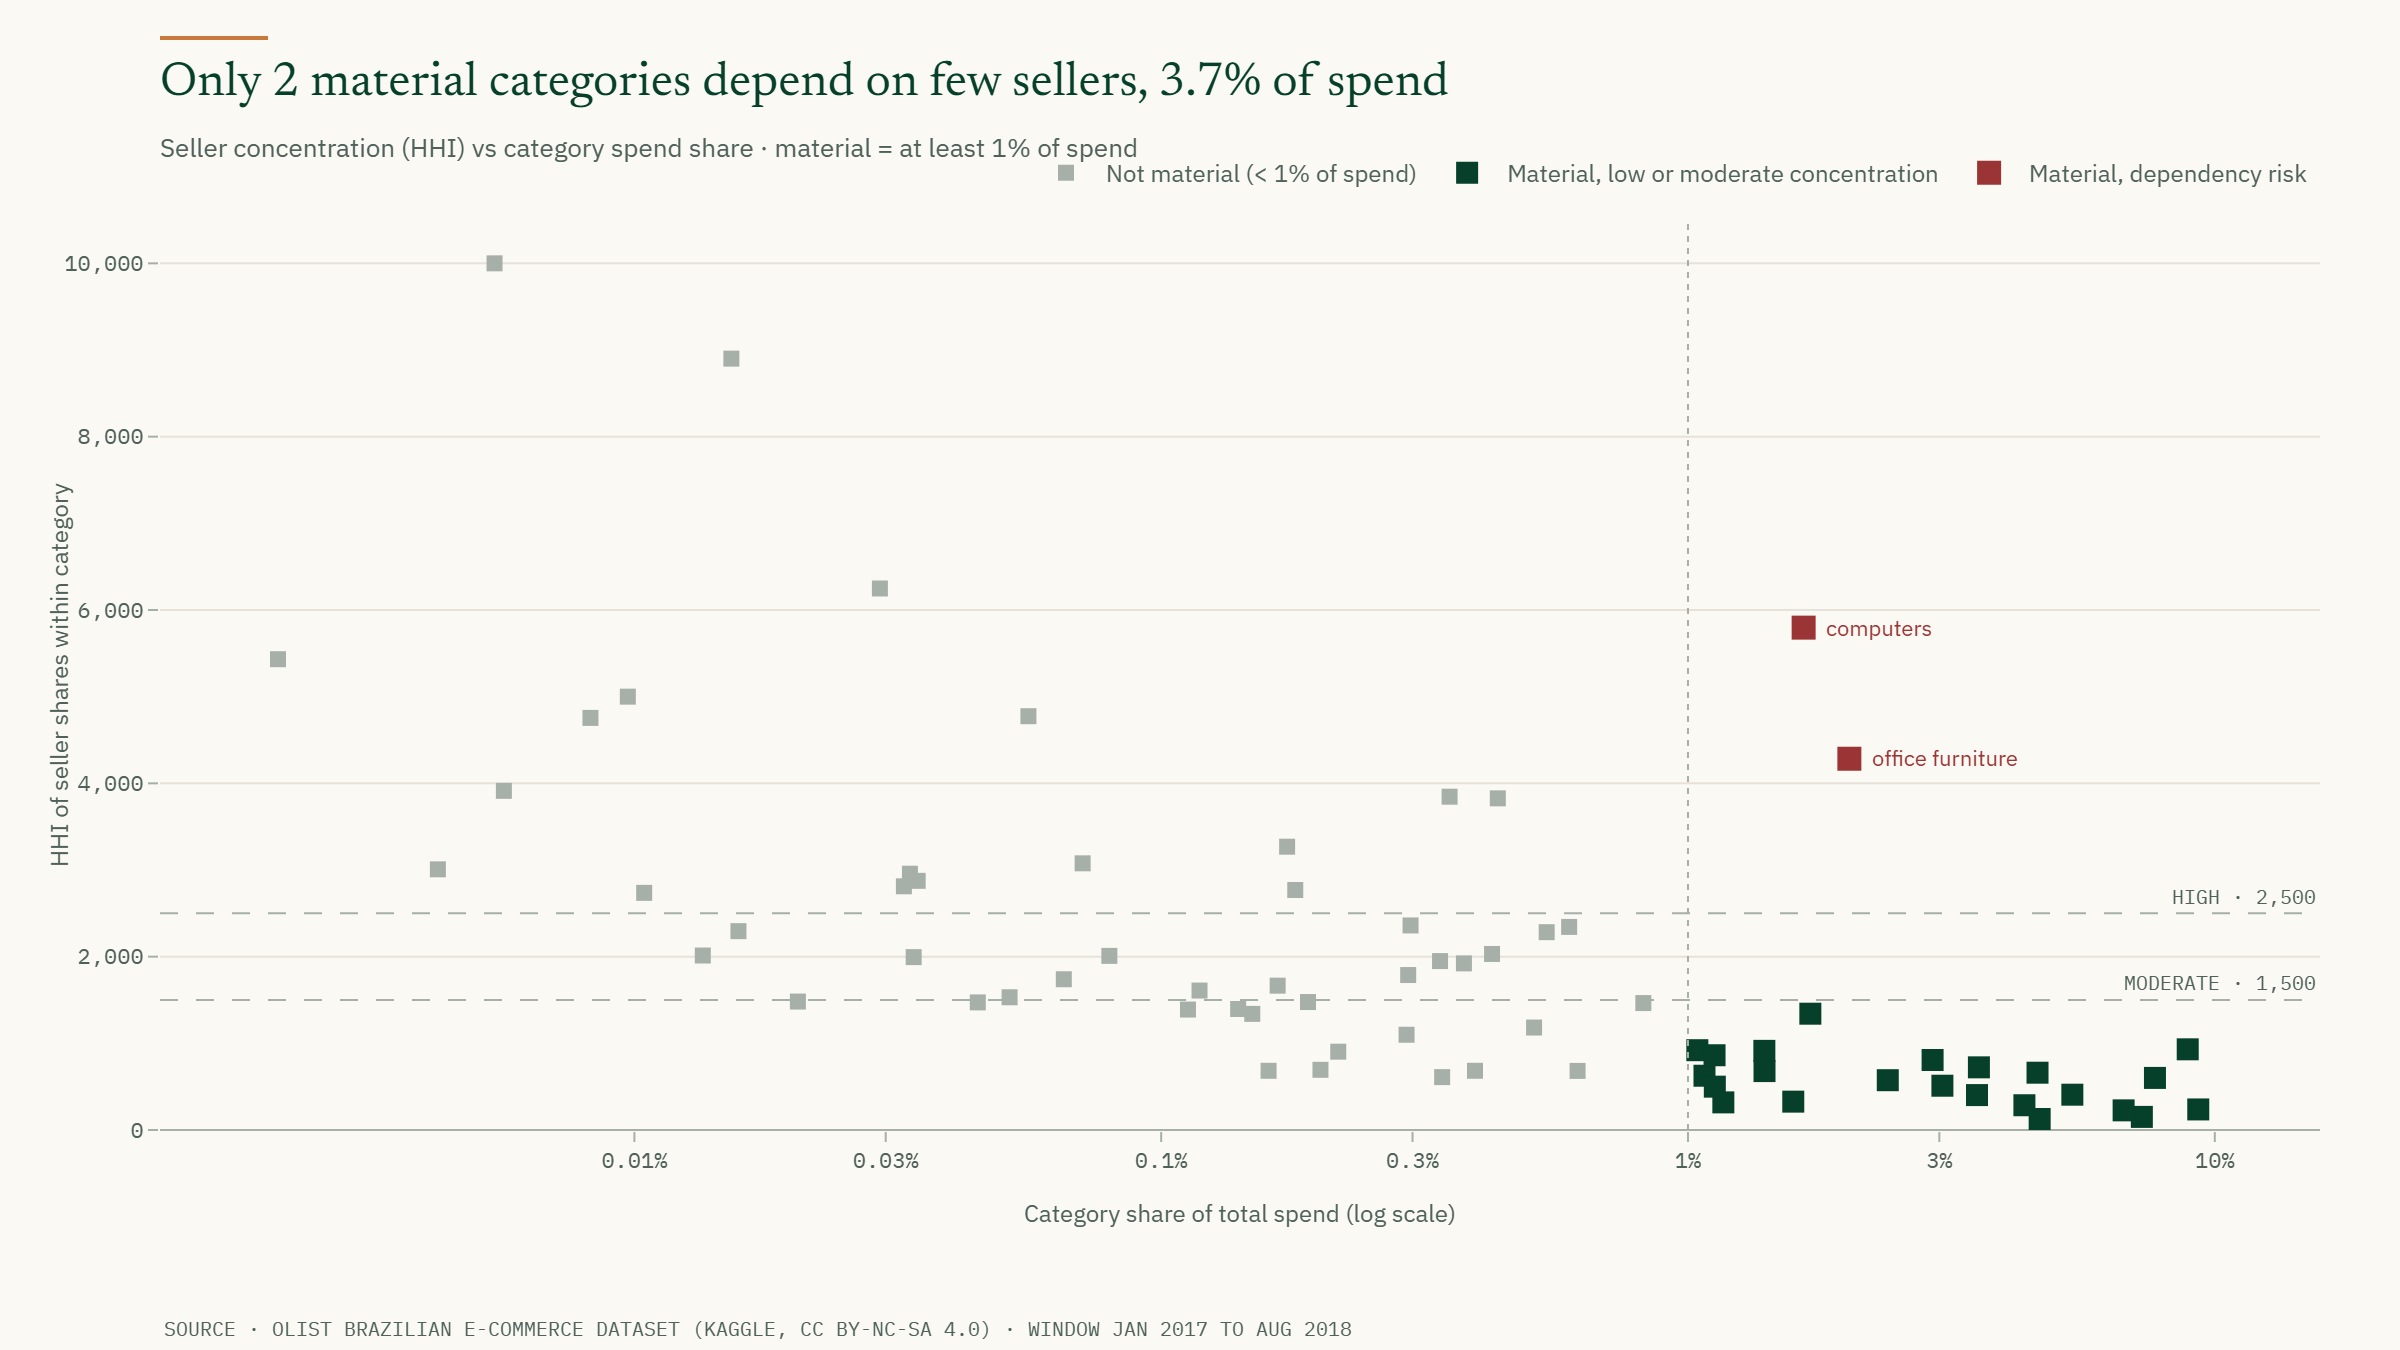 Only 2 material categories depend on few sellers, 3.7% of spend
Seller concentration (HHI) vs category spend share · material = at least 1% of spend
Not material (< 1% of spend)
Material, low or moderate concentration
Material, dependency risk
HHI of seller shares within category
10,000
8,000
6,000
4,000
2,000
0
computers
office furniture
HIGH · 2,500
MODERATE · 1,500
0.01%
0.03%
0.1%
0.3%
1%
3%
10%
Category share of total spend (log scale)
SOURCE · OLIST BRAZILIAN E-COMMERCE DATASET (KAGGLE, CC BY-NC-SA 4.0) · WINDOW JAN 2017 TO AUG 2018